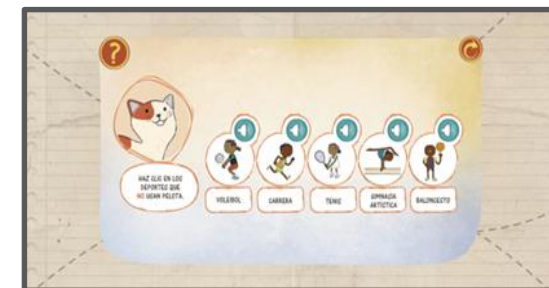 ?
HAZ CLIC EN LOS
DEPORTES QUE
NO USAN PELOTA.
VOLEIBOL
CARRERA
TENIS
GIMNASIA
ARTÍSTICA
BALONCESTO